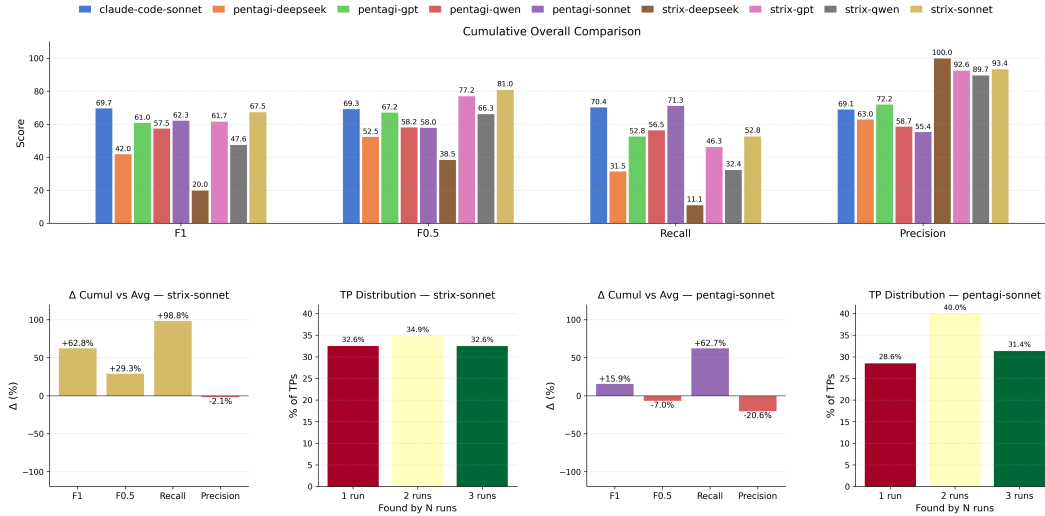 claude-code-sonnet pentagi-deepseek pentagi-gpt pentagi-qwen pentagi-sonnet strix-deepseek strix-gpt strix-qwen strix-sonnet
Cumulative Overall Comparison
Score
100
80
60
40
20
0
69.7 42.0 61.0 57.5 62.3 20.0 61.7 47.6 67.5
69.3 52.5 67.2 58.2 58.0 38.5 77.2 66.3 81.0
70.4 31.5 52.8 56.5 71.3 11.1 46.3 32.4 52.8
69.1 63.0 72.2 58.7 55.4 100.0 92.6 89.7 93.4
F1 F0.5 Recall Precision
Δ Cumul vs Avg — strix-sonnet
Δ (%)
100
50
0
−50
−100
+62.8% +29.3% +98.8% -2.1%
F1 F0.5 Recall Precision
TP Distribution — strix-sonnet
% of TPs
40
35
30
25
20
15
10
5
0
32.6% 34.9% 32.6%
1 run 2 runs 3 runs
Found by N runs
Δ Cumul vs Avg — pentagi-sonnet
Δ (%)
100
50
0
−50
−100
+15.9% -7.0% +62.7% -20.6%
F1 F0.5 Recall Precision
TP Distribution — pentagi-sonnet
% of TPs
40
35
30
25
20
15
10
5
0
28.6% 40.0% 31.4%
1 run 2 runs 3 runs
Found by N runs